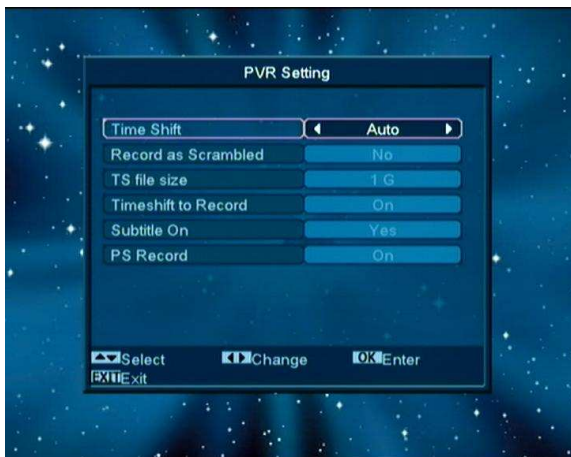 PVR Setting
Time Shift Auto
Record as Scrambled No
TS file size 1 G
Timeshift to Record On
Subtitle On Yes
PS Record On
Select Change OK Enter
EXIT Exit